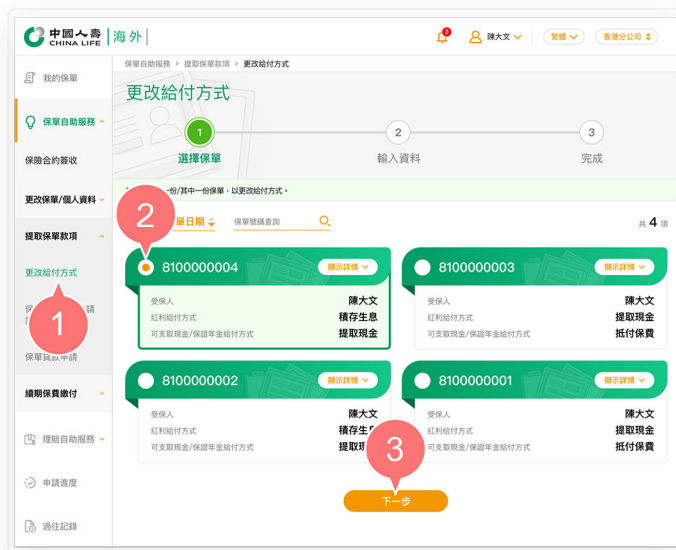 中國人壽
CHINA LIFE
海外
3
陳大文
繁體
香港分公司
我的保單
保單自助服務
保險合約簽收
更改保單/個人資料
提取保單款項
更改給付方式
請
保單貸款申請
續期保費繳付
理賠自助服務
申請進度
過往記錄
保單自助服務 > 提取保單款項 > 更改給付方式
更改給付方式
1
選擇保單
2
輸入資料
3
完成
一份/其中一份保單，以更改給付方式。
單日期
保單號碼查詢
共 4 項
8100000004
顯示詳情
受保人 陳大文
紅利給付方式 積存生息
可支取現金/保證年金給付方式 提取現金
8100000003
顯示詳情
受保人 陳大文
紅利給付方式 提取現金
可支取現金/保證年金給付方式 抵付保費
8100000002
顯示詳情
受保人 陳大文
紅利給付方式 積存生
可支取現金/保證年金給付方式 提取
8100000001
顯示詳情
受保人 陳大文
紅利給付方式 提取現金
可支取現金/保證年金給付方式 抵付保費
下一步
1
2
3